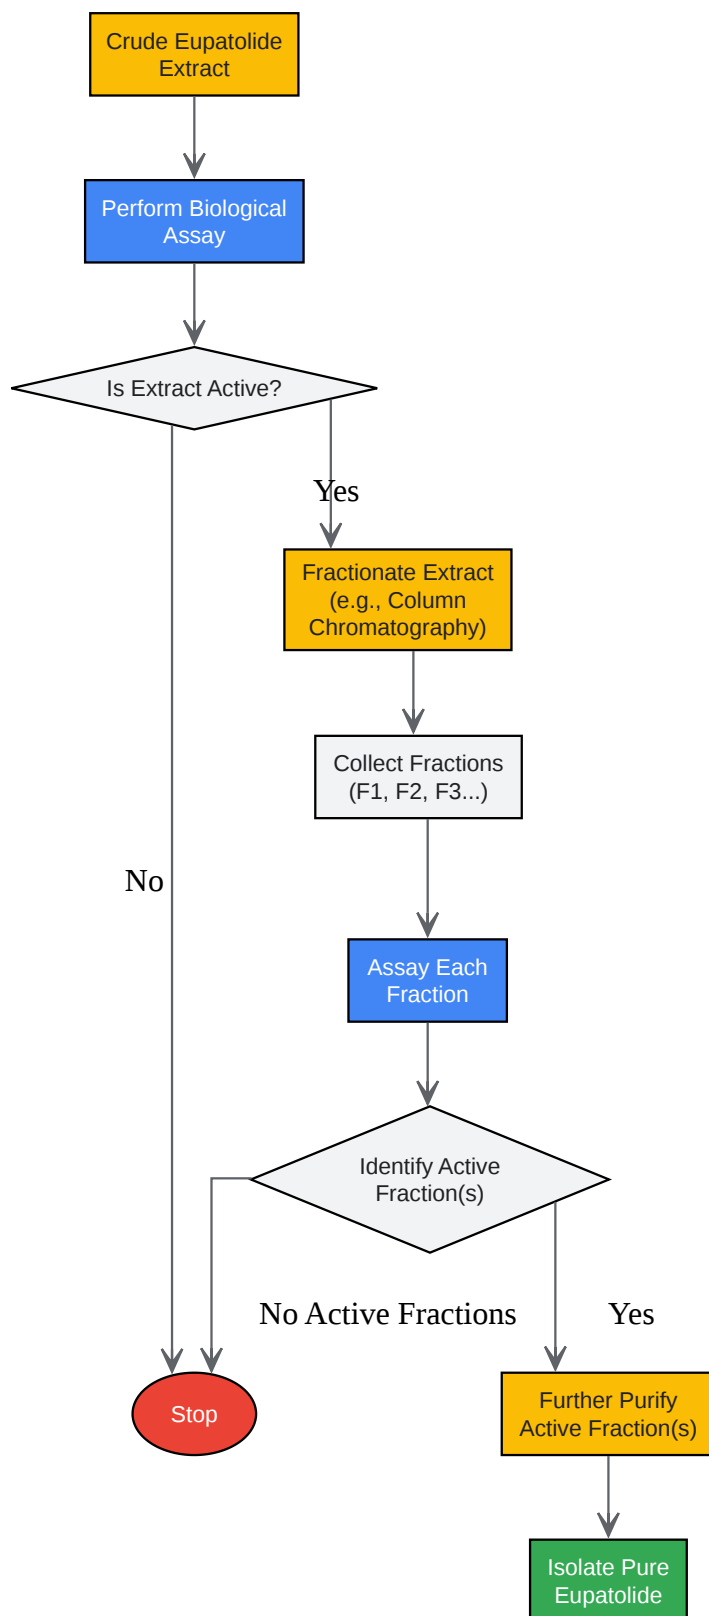 Crude Eupatolide
Extract
Perform Biological
Assay
Is Extract Active?
Yes
Fractionate Extract
(e.g., Column
Chromatography)
Collect Fractions
(F1, F2, F3...)
No
Assay Each
Fraction
Identify Active
Fraction(s)
No Active Fractions
Yes
Stop
Further Purify
Active Fraction(s)
Isolate Pure
Eupatolide